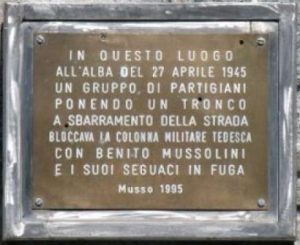 IN QUESTO LUOGO
ALL'ALBA DEL 27 APRILE 1945
UN GRUPPO, DI PARTIGIANI
PONENDO UN TRONCO
A SBARRAMENTO DELLA STRADA
BLOCCAVA LA COLONNA MILITARE TEDESCA
CON BENITO MUSSOLINI
E I SUOI SEGUACI IN FUGA
Musso 1995